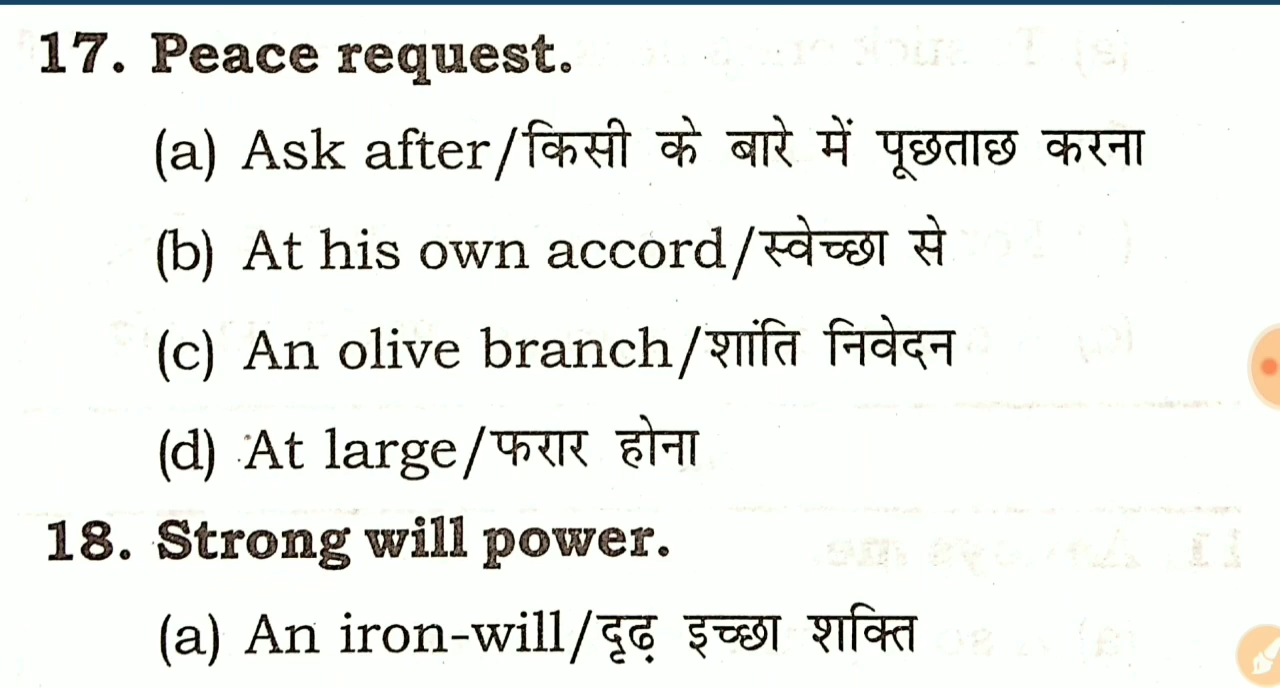 17. Peace request.
(a) Ask after/किसी के बारे में पूछताछ करना
(b) At his own accord/स्वेच्छा से
(c) An olive branch/शांति निवेदन
(d) At large/फरार होना
18. Strong will power.
(a) An iron-will/दृढ़ इच्छा शक्ति